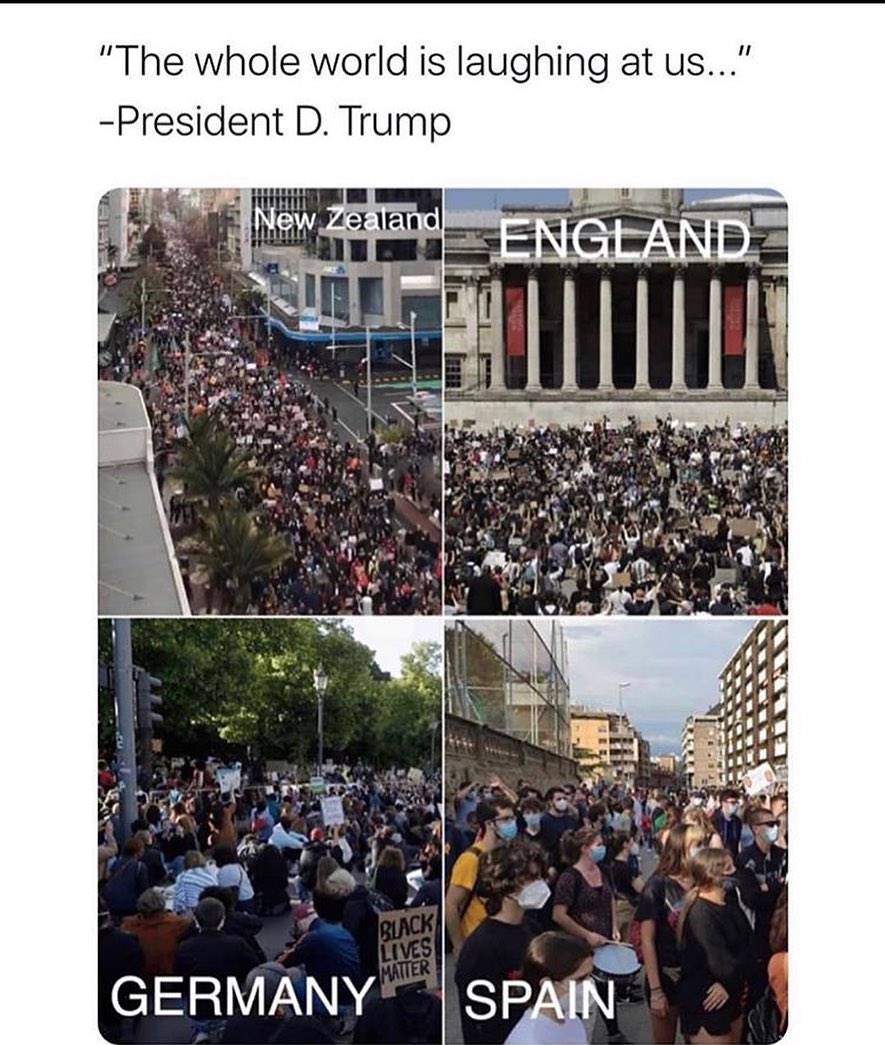 "The whole world is laughing at us..."
-President D. Trump
New Zealand
ENGLAND
BLACK
LIVES
MATTER
GERMANY
SPAIN